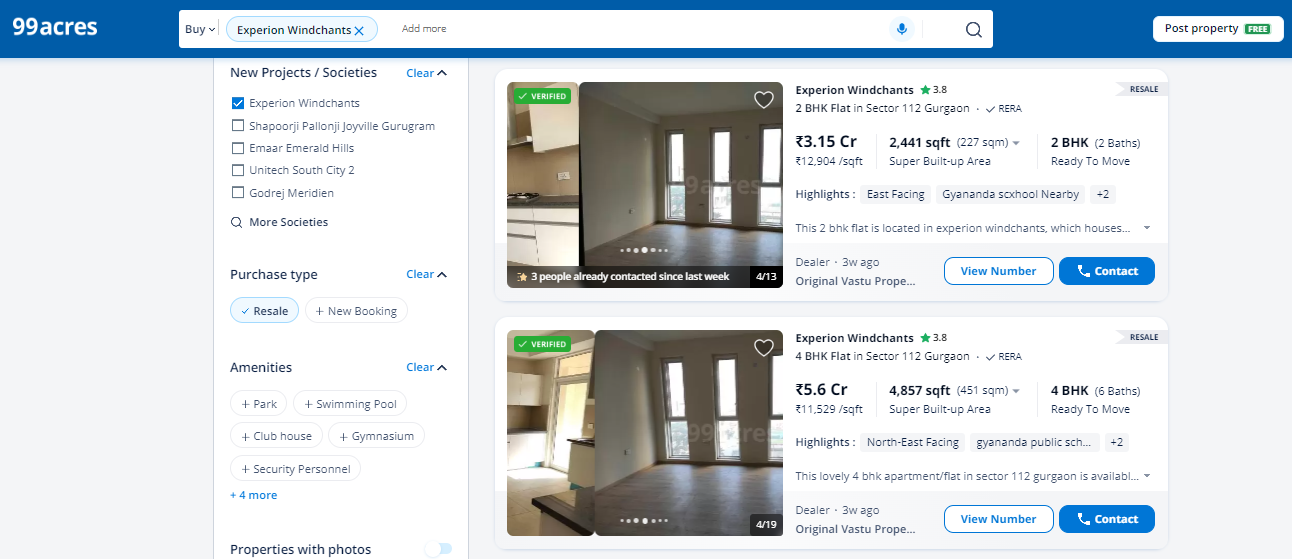 99acres
Buy
Experion Windchants
Add more
Post property FREE
New Projects / Societies
Clear
Experion Windchants
Shapoorji Pallonji Joyville Gurugram
Emaar Emerald Hills
Unitech South City 2
Godrej Meridien
More Societies
Purchase type
Clear
Resale
+ New Booking
Amenities
Clear
+ Park
+ Swimming Pool
+ Club house
+ Gymnasium
+ Security Personnel
+ 4 more
Properties with photos
VERIFIED
99acres
3 people already contacted since last week
4/13
Experion Windchants 3.8
RESALE
2 BHK Flat in Sector 112 Gurgaon · RERA
₹3.15 Cr
₹12,904 /sqft
2,441 sqft (227 sqm)
Super Built-up Area
2 BHK (2 Baths)
Ready To Move
Highlights : East Facing Gyananda scxhool Nearby +2
This 2 bhk flat is located in experion windchants, which houses...
Dealer · 3w ago
Original Vastu Prope...
View Number
Contact
VERIFIED
99acres
4/19
Experion Windchants 3.8
RESALE
4 BHK Flat in Sector 112 Gurgaon · RERA
₹5.6 Cr
₹11,529 /sqft
4,857 sqft (451 sqm)
Super Built-up Area
4 BHK (6 Baths)
Ready To Move
Highlights : North-East Facing gyananda public sch... +2
This lovely 4 bhk apartment/flat in sector 112 gurgaon is availabl...
Dealer · 3w ago
Original Vastu Prope...
View Number
Contact